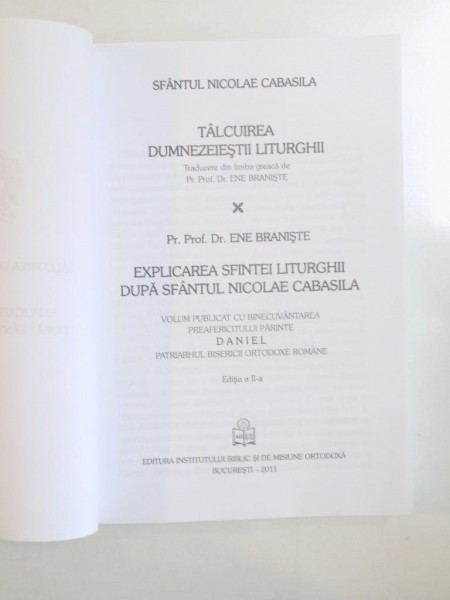 SFÂNTUL NICOLAE CABASILA
TÂLCUIREA
DUMNEZEIEȘTII LITURGHII
Traducere din limba greacă de
Pr. Prof. Dr. ENE BRANIȘTE
Pr. Prof. Dr. ENE BRANIȘTE
EXPLICAREA SFINTEI LITURGHII
DUPĂ SFÂNTUL NICOLAE CABASILA
VOLUM PUBLICAT CU BINECUVÂNTAREA
PREAFERICITULUI PĂRINTE
DANIEL
PATRIARHUL BISERICII ORTODOXE ROMÂNE
Ediția a II-a
EDITURA INSTITUTULUI BIBLIC ȘI DE MISIUNE ORTODOXĂ
BUCUREȘTI – 2011